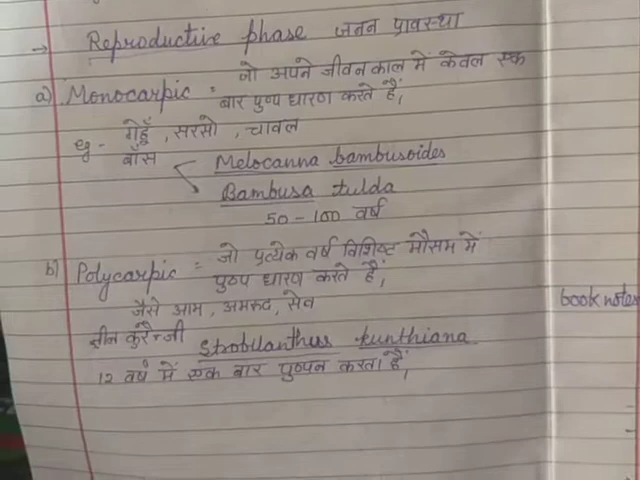 → Reproductive phase जनन प्रावस्था
a) Monocarpic = जो अपने जीवन काल में केवल एक
बार पुष्प धारण करते हैं,
eg - गेहूँ, सरसो, चावल
बाँस Melocanna bambusoides
Bambusa tulda
50-100 वर्ष
b) Polycarpic = जो प्रत्येक वर्ष विशिष्ट मौसम में
पुष्प धारण करते हैं,
जैसे आम, अमरूद, सेव
नील कुरेन्जी Strobilanthus kunthiana
12 वर्ष में एक बार पुष्पन करता है,
book notes